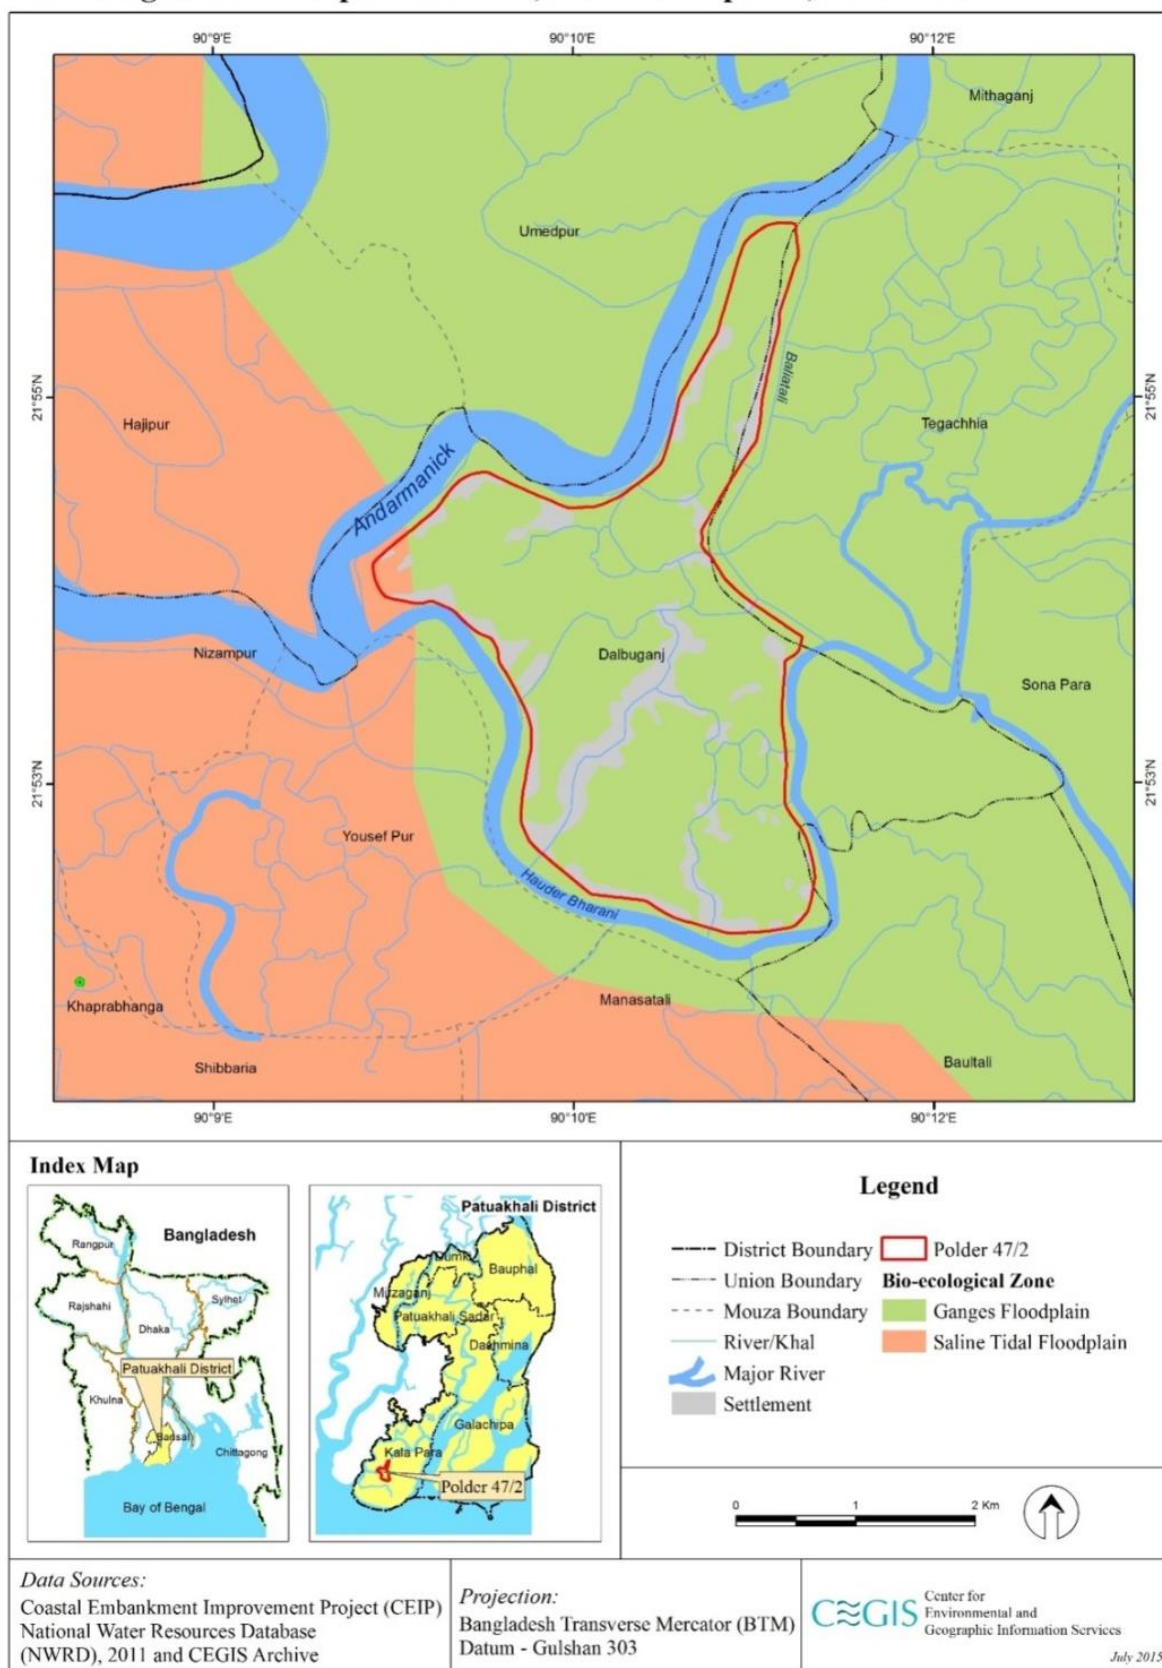 90°9'E
90°10'E
90°12'E
Mithaganj
Umedpur
21°55'N
21°55'N
Baliatali
Hajipur
Tegachhia
Andarmanick
Nizampur
Dalbuganj
Sona Para
21°53'N
21°53'N
Yousef Pur
Hauder Bharani
Khaprabhanga
Manasatali
Shibbaria
Baultali
90°9'E
90°10'E
90°12'E
Index Map
Bangladesh
Rangpur
Rajshahi
Sylhet
Dhaka
Patuakhali District
Khulna
Barisal
Chittagong
Bay of Bengal
Patuakhali District
Dumki
Bauphal
Mirzaganj
Patuakhali Sadar
Dashmina
Galachipa
Kala Para
Polder 47/2
Legend
District Boundary
Polder 47/2
Union Boundary
Bio-ecological Zone
Mouza Boundary
Ganges Floodplain
River/Khal
Saline Tidal Floodplain
Major River
Settlement
0 1 2 Km
Data Sources:
Coastal Embankment Improvement Project (CEIP)
National Water Resources Database
(NWRD), 2011 and CEGIS Archive
Projection:
Bangladesh Transverse Mercator (BTM)
Datum - Gulshan 303
CEGIS
Center for
Environmental and
Geographic Information Services
July 2015